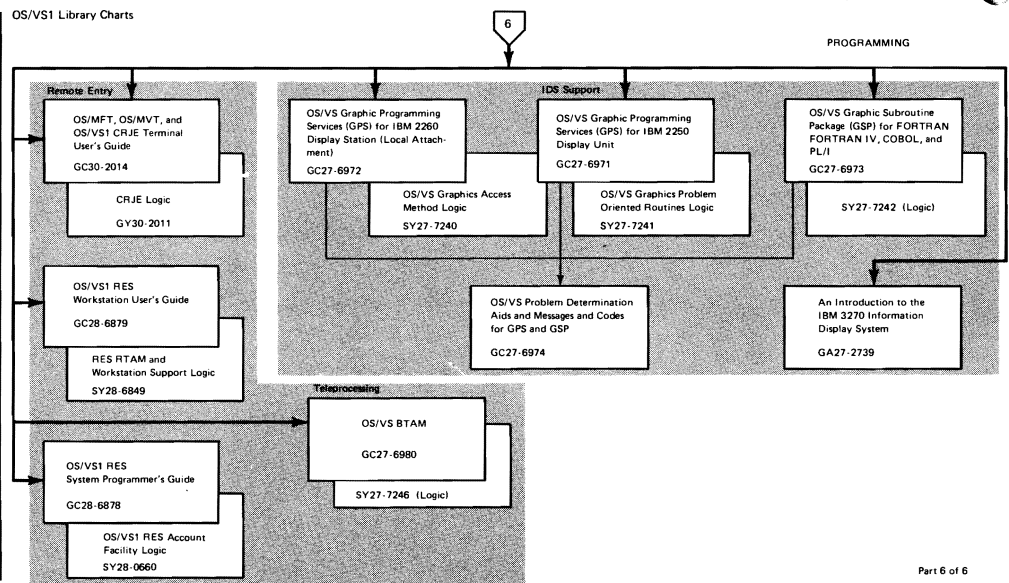 OS/VS1 Library Charts
6
PROGRAMMING
Remote Entry
OS/MFT, OS/MVT, and
OS/VS1 CRJE Terminal
User's Guide
GC30-2014
CRJE Logic
GY30-2011
OS/VS1 RES
Workstation User's Guide
GC28-6879
RES RTAM and
Workstation Support Logic
SY28-6849
OS/VS1 RES
System Programmer's Guide
GC28-6878
OS/VS1 RES Account
Facility Logic
SY28-0660
IDS Support
OS/VS Graphic Programming
Services (GPS) for IBM 2260
Display Station (Local Attach-
ment)
GC27-6972
OS/VS Graphics Access
Method Logic
SY27-7240
OS/VS Graphic Programming
Services (GPS) for IBM 2250
Display Unit
GC27-6971
OS/VS Graphics Problem
Oriented Routines Logic
SY27-7241
OS/VS Graphic Subroutine
Package (GSP) for FORTRAN
FORTRAN IV, COBOL, and
PL/I
GC27-6973
SY27-7242 (Logic)
OS/VS Problem Determination
Aids and Messages and Codes
for GPS and GSP
GC27-6974
An Introduction to the
IBM 3270 Information
Display System
GA27-2739
Teleprocessing
OS/VS BTAM
GC27-6980
SY27-7246 (Logic)
Part 6 of 6